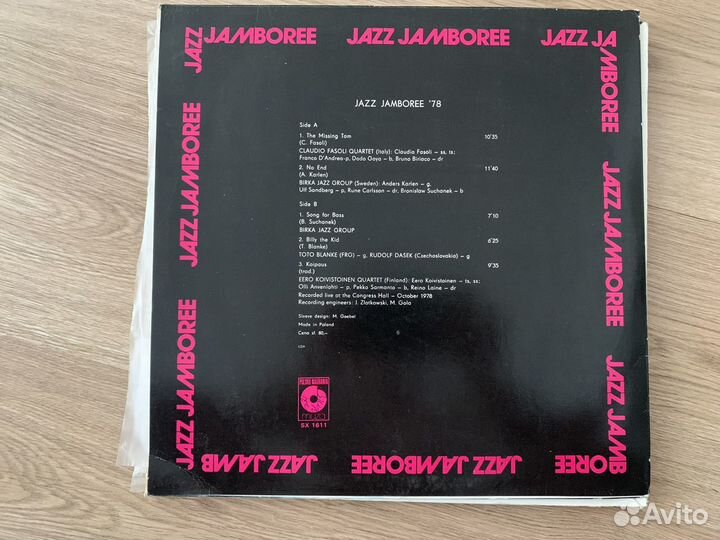 JAZZ JAMBOREE
JAZZ JAMBOREE
JAZZ JAMBOREE
JAZZ JAMBOREE
JAZZ JAMBOREE
JAZZ JAMB
JAZZ JAMBOREE
JAZZ JAMBOREE
JAZZ JAMB
OREE
JAZZ JAMBOREE '78
Side A
1. The Missing Tom 10'35
(C. Fasoli)
CLAUDIO FASOLI QUARTET (Italy): Claudio Fasoli – ss, ts;
Franco D'Andrea-p, Dodo Goya – b, Bruno Biriaco – dr
2. No End 11'40
(A. Karlen)
BIRKA JAZZ GROUP (Sweden): Anders Karlen – g.
Ulf Sandberg – p, Rune Carlsson – dr, Bronisław Suchanek – b
Side B
1. Song for Bass 7'10
(B. Suchanek)
BIRKA JAZZ GROUP
2. Billy the Kid 6'25
(T. Blanke)
TOTO BLANKE (FRG) – g, RUDOLF DASEK (Czechoslovakia) – g
3. Kaipaus 9'35
(trad.)
EERO KOIVISTOINEN QUARTET (Finland): Eero Koivistoinen – ts, ss;
Olli Anvenlahti – p, Pekka Sarmanto – b, Reino Laine – dr
Recorded live at the Congress Hall – October 1978
Recording engineers: J. Złotkowski, M. Gola
Sleeve design: M. Goebel
Made in Poland
Cena zł. 80,–
POLSKIE NAGRANIA
muza
SX 1611
Avito